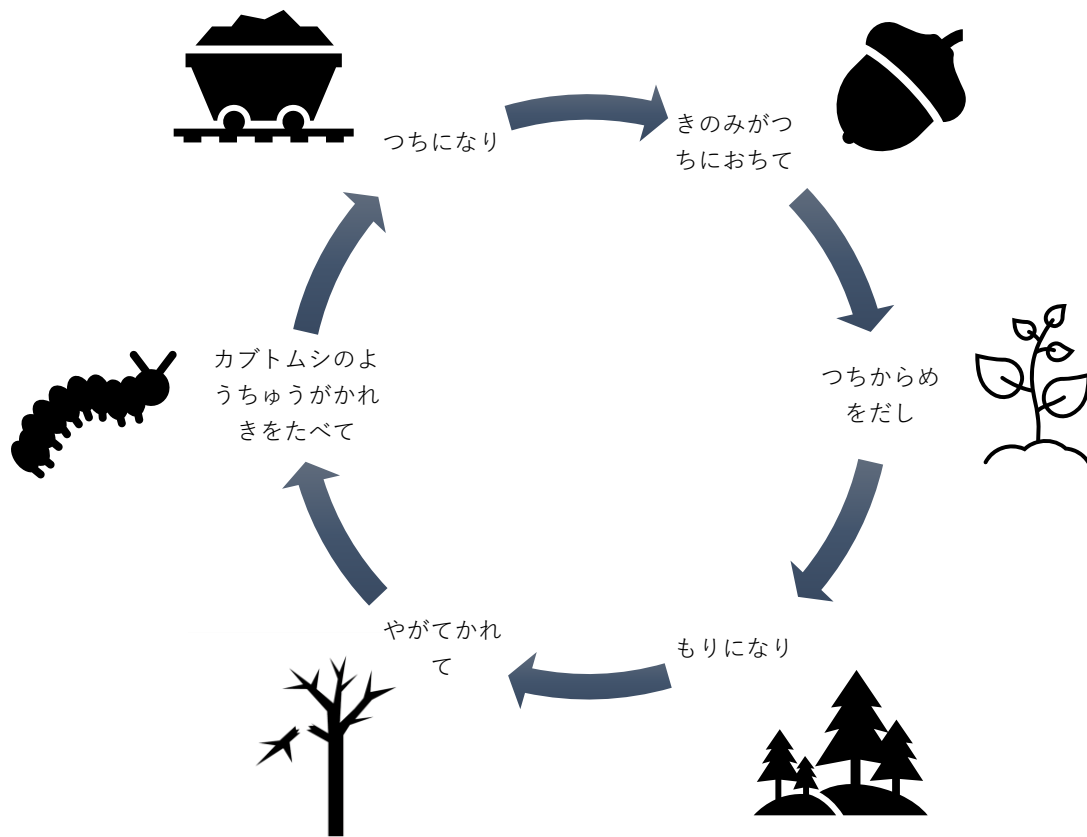 きのみがつ
ちにおちて
つちからめ
をだし
もりになり
やがてかれ
て
カブトムシのよ
うちゅうがかれ
きをたべて
つちになり